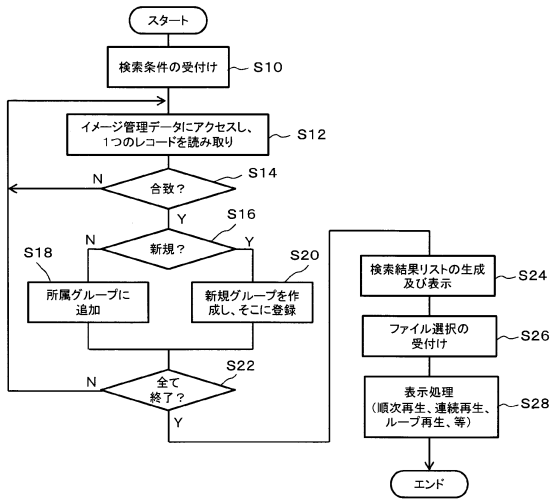 スタート
検索条件の受付け
S10
イメージ管理データにアクセスし、
1つのレコードを読み取り
S12
合致?
S14
N
Y
新規?
S16
N
Y
所属グループに
追加
S18
新規グループを作
成し、そこに登録
S20
全て
終了?
S22
N
Y
検索結果リストの生成
及び表示
S24
ファイル選択の
受付け
S26
表示処理
(順次再生、連続再生、
ループ再生、等)
S28
エンド